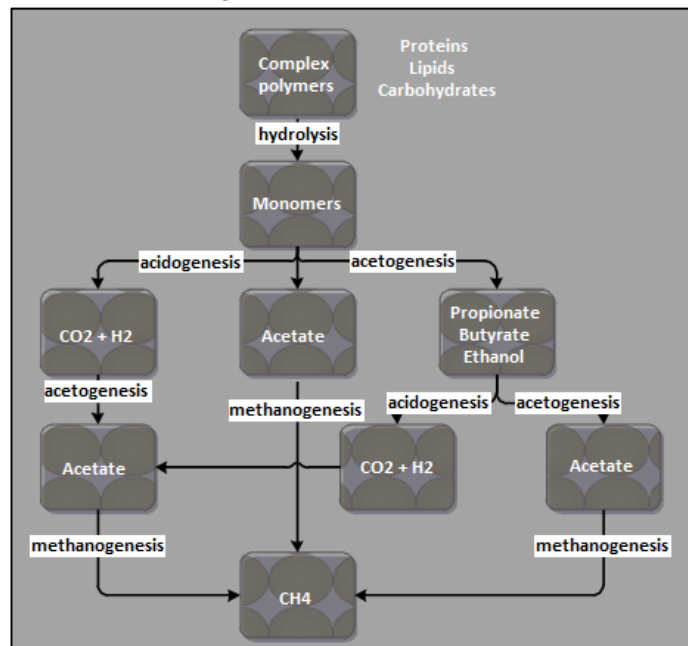 Complex
polymers
Proteins
Lipids
Carbohydrates
hydrolysis
Monomers
acidogenesis
acetogenesis
CO2 + H2
Acetate
Propionate
Butyrate
Ethanol
acetogenesis
methanogenesis
acidogenesis
acetogenesis
Acetate
CO2 + H2
Acetate
methanogenesis
methanogenesis
CH4